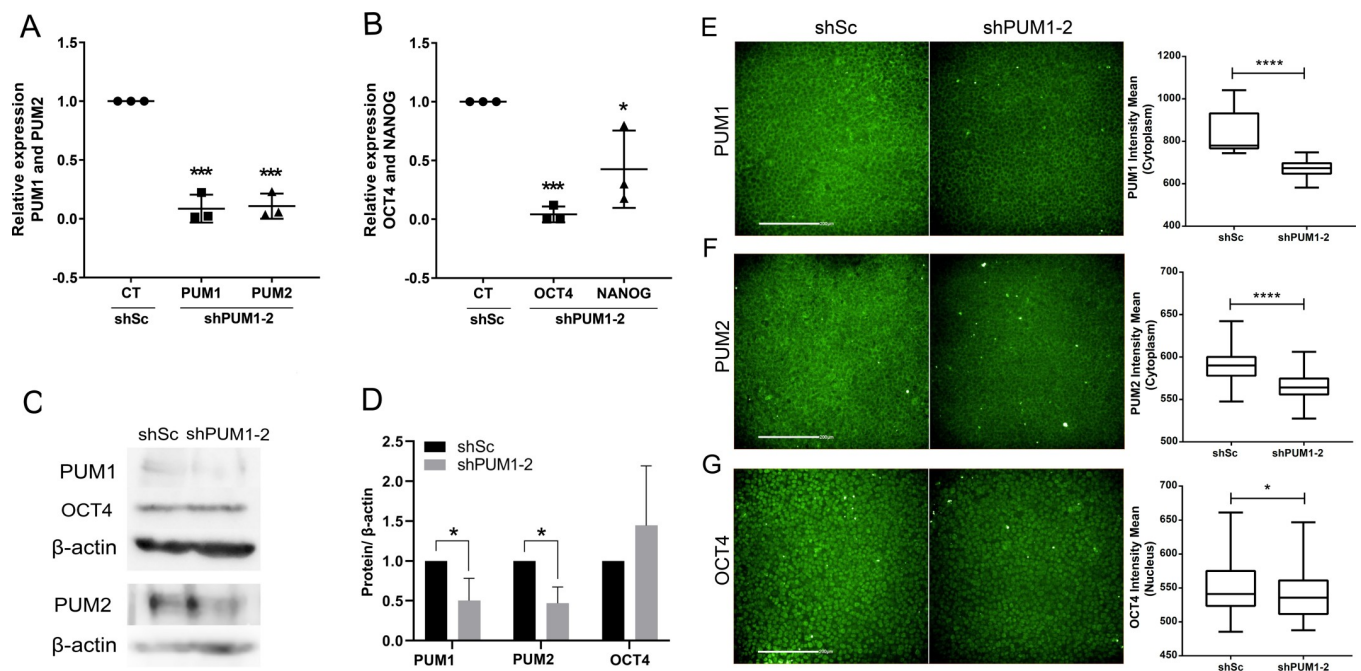 A
Relative expression
PUM1 and PUM2
1.5
1.0
0.5
0.0
-0.5
***
***
CT
PUM1
PUM2
shSc
shPUM1-2
B
Relative expression
OCT4 and NANOG
1.5
1.0
0.5
0.0
-0.5
***
*
CT
OCT4
NANOG
shSc
shPUM1-2
C
shSc shPUM1-2
PUM1
OCT4
β-actin
PUM2
β-actin
D
Protein/ β-actin
2.5
2.0
1.5
1.0
0.5
0.0
shSc
shPUM1-2
*
*
PUM1
PUM2
OCT4
E
shSc
shPUM1-2
PUM1
200μm
PUM1 Intensity Mean
(Cytoplasm)
1200
1000
800
600
400
****
shSc
shPUM1-2
F
PUM2
200μm
PUM2 Intensity Mean
(Cytoplasm)
700
650
600
550
500
****
shSc
shPUM1-2
G
OCT4
200μm
OCT4 Intensity Mean
(Nucleus)
700
650
600
550
500
450
*
shSc
shPUM1-2